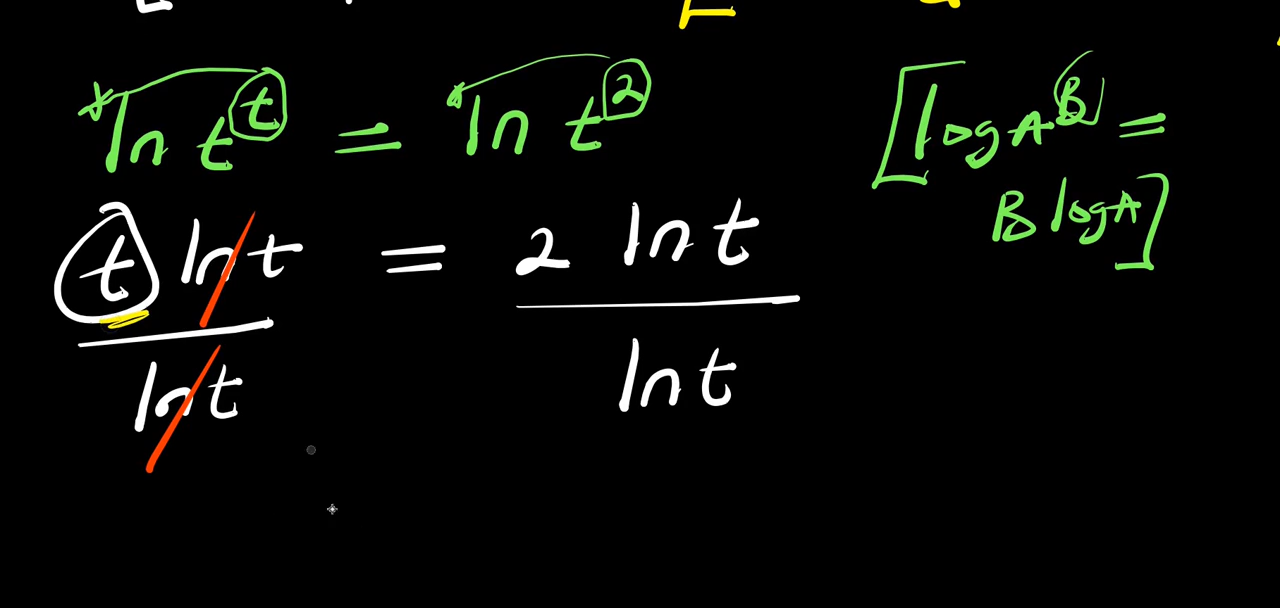 ln t^t = ln t^2
[log A^B =
B log A]
t ln t = 2 ln t
ln t ln t